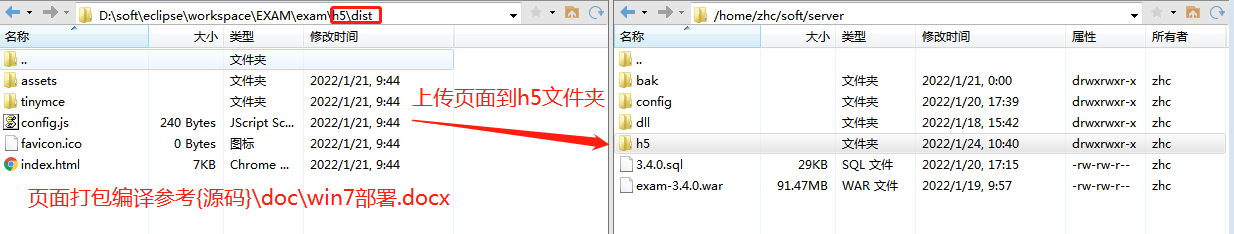 D:\soft\eclipse\workspace\EXAM\exam\h5\dist
名称 大小 类型 修改时间
.. 文件夹
assets 文件夹 2022/1/21, 9:44
tinymce 文件夹 2022/1/21, 9:44
config.js 240 Bytes JScript Sc... 2022/1/21, 9:44
favicon.ico 0 Bytes 图标 2022/1/21, 9:44
index.html 7KB Chrome ... 2022/1/21, 9:44
上传页面到h5文件夹
页面打包编译参考{源码}\doc\win7部署.docx
/home/zhc/soft/server
名称 大小 类型 修改时间 属性 所有者
..
bak 文件夹 2022/1/21, 0:00 drwxrwxr-x zhc
config 文件夹 2022/1/20, 17:39 drwxrwxr-x zhc
dll 文件夹 2022/1/18, 15:42 drwxrwxr-x zhc
h5 文件夹 2022/1/24, 10:40 drwxrwxr-x zhc
3.4.0.sql 29KB SQL 文件 2022/1/20, 17:15 -rw-rw-r-- zhc
exam-3.4.0.war 91.47MB WAR 文件 2022/1/19, 9:57 -rw-rw-r-- zhc